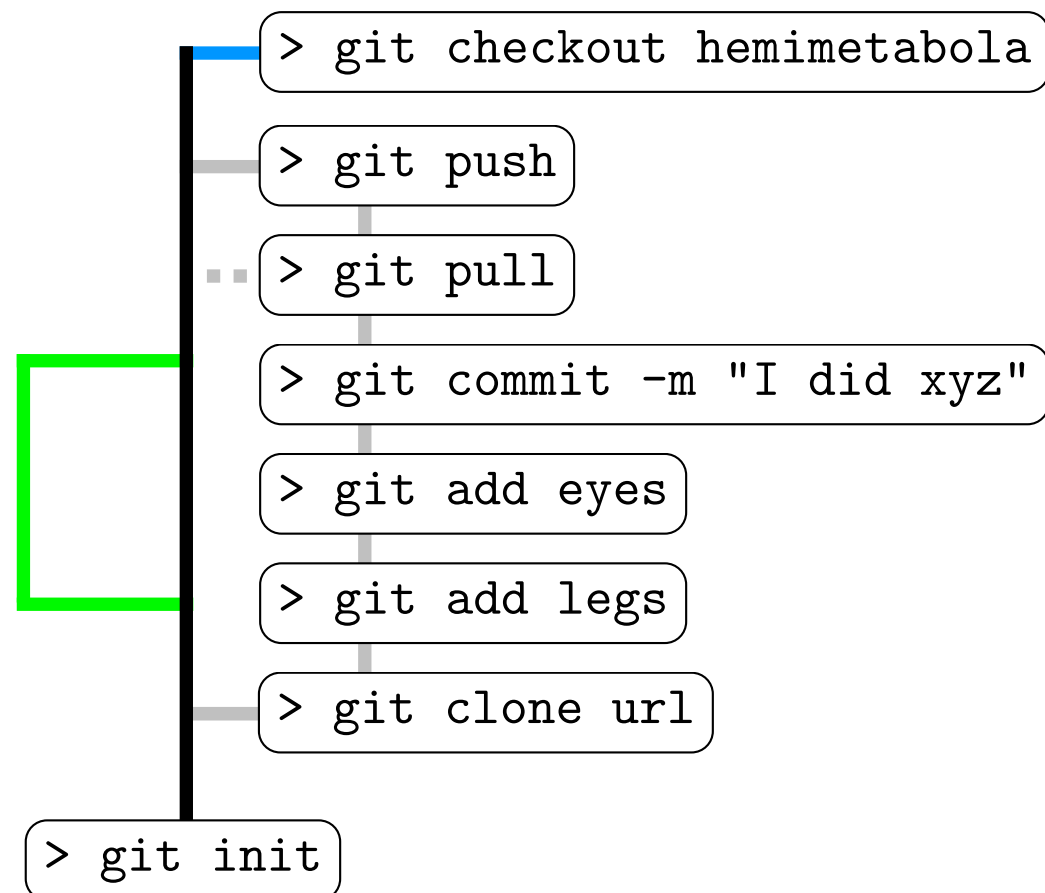 > git checkout hemimetabola
> git push
> git pull
> git commit -m "I did xyz"
> git add eyes
> git add legs
> git clone url
> git init